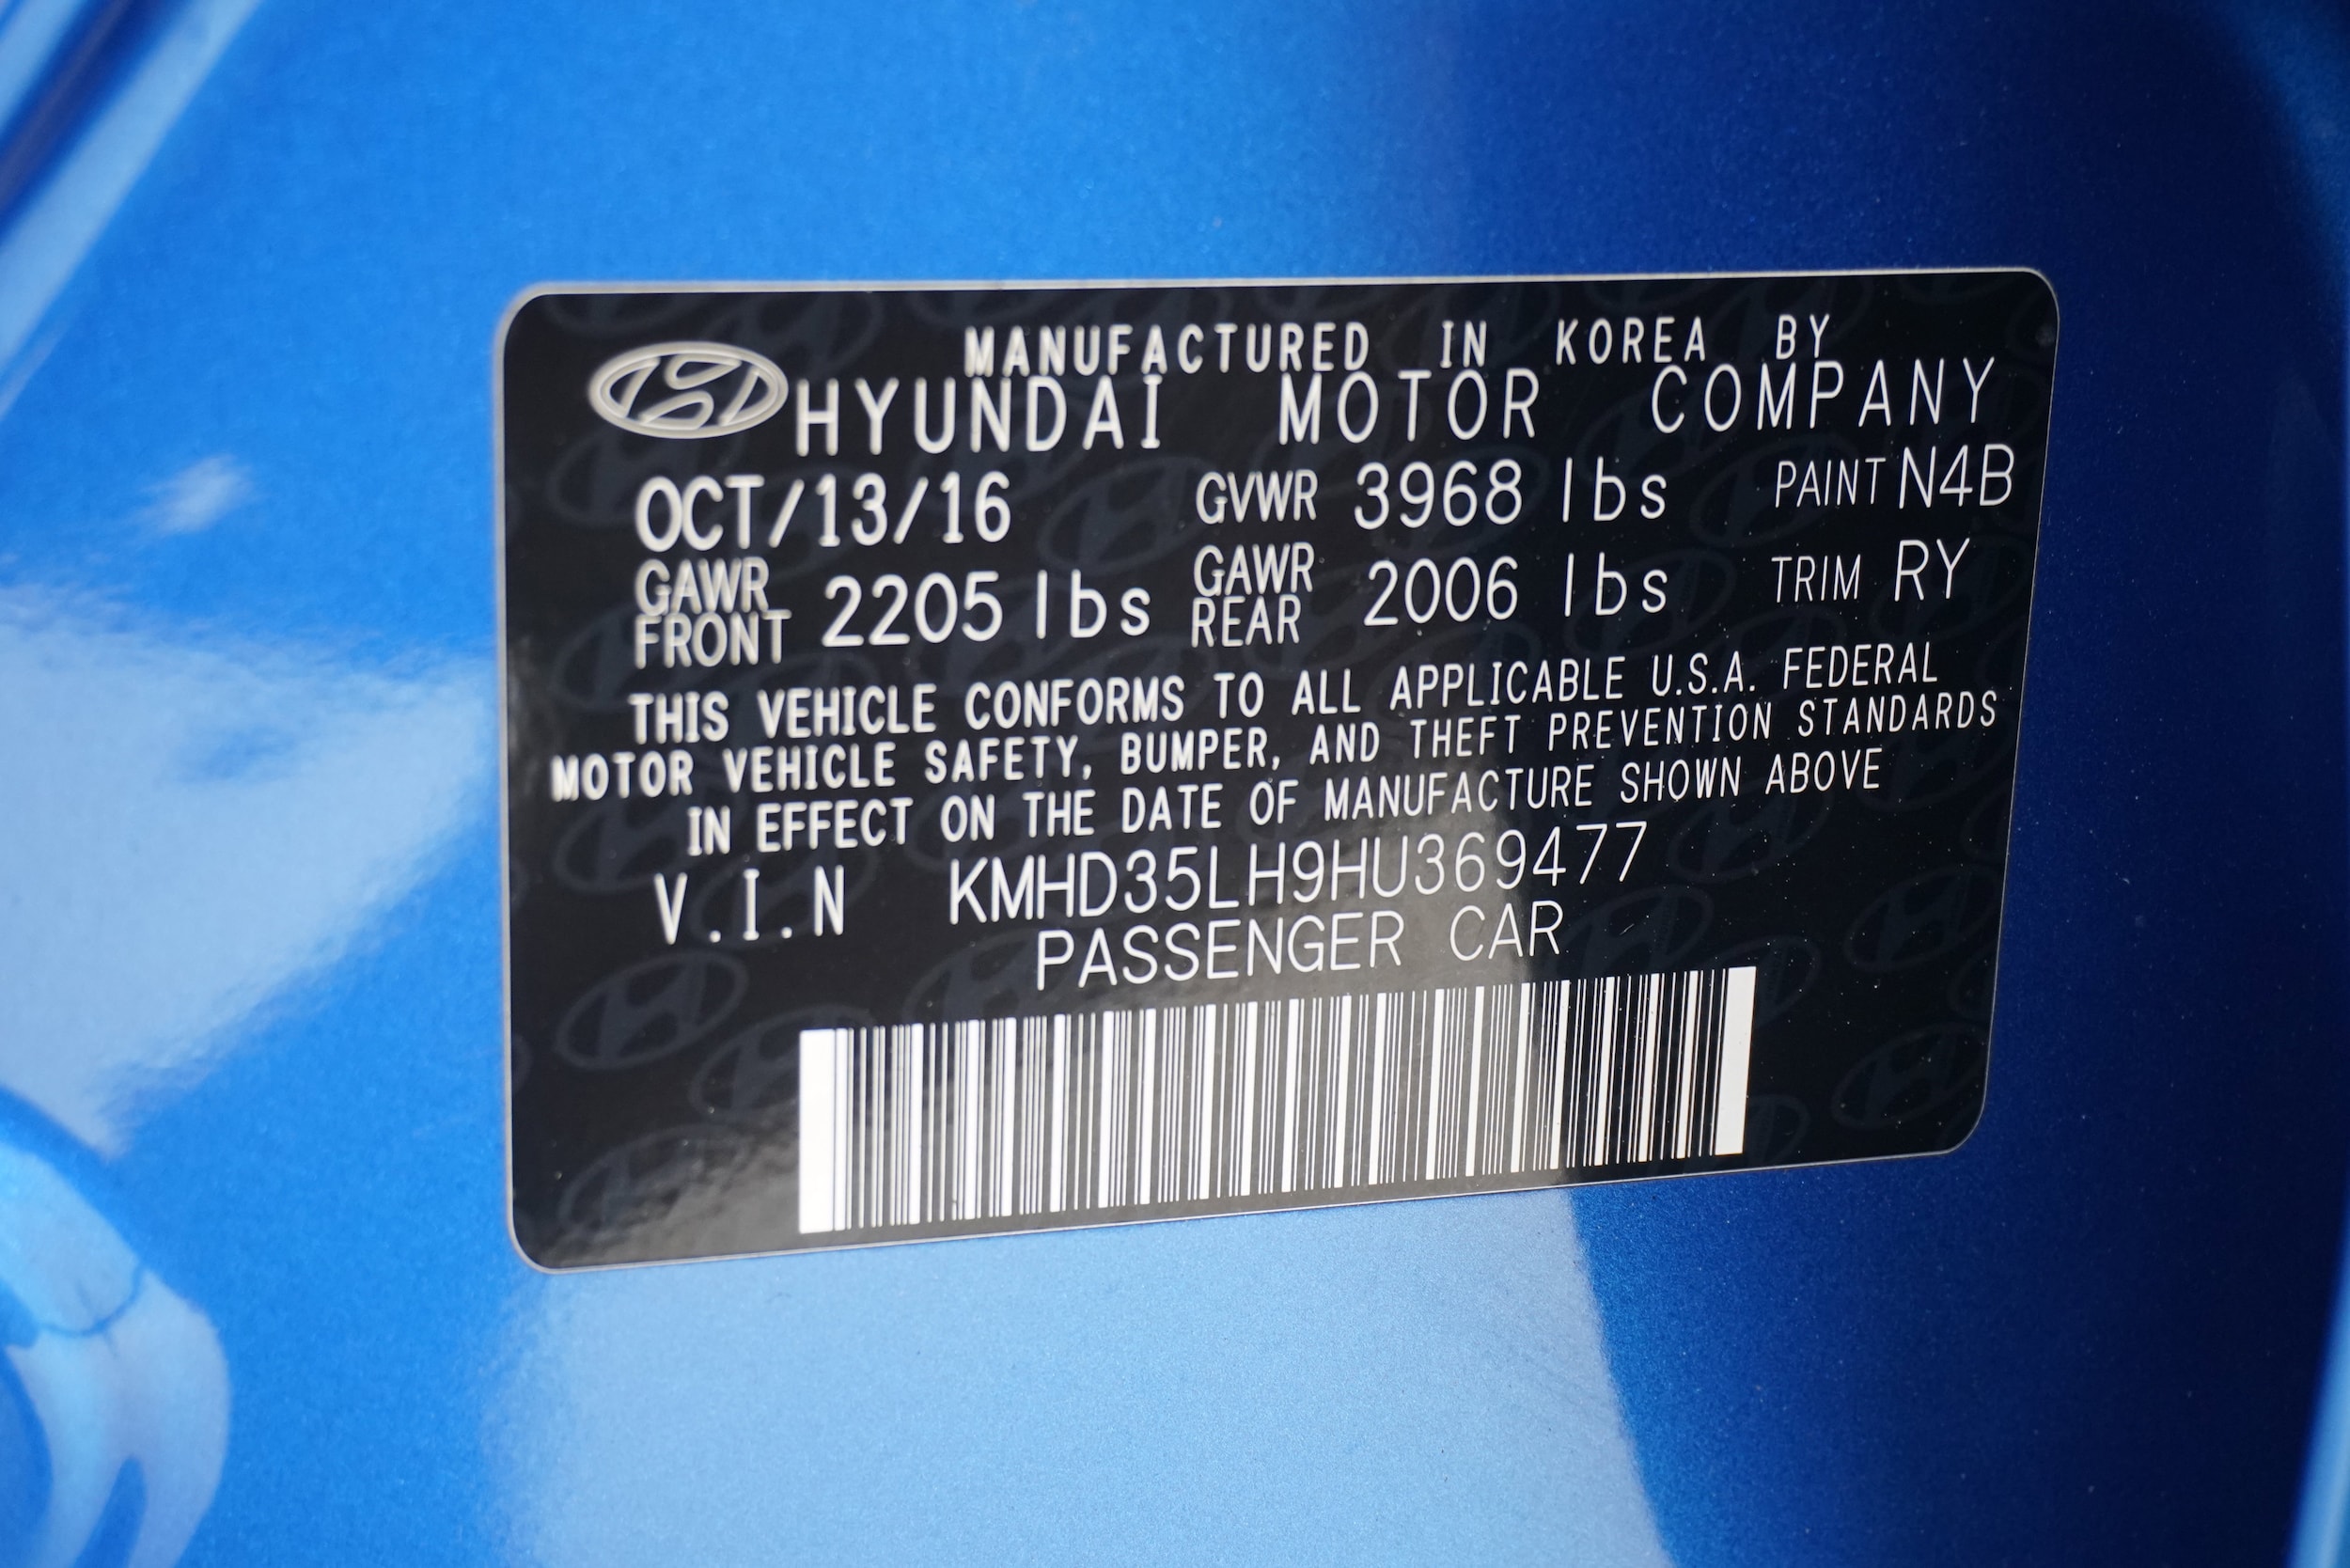 MANUFACTURED IN KOREA BY
HYUNDAI MOTOR COMPANY
OCT/13/16 GVWR 3968 lbs PAINT N4B
GAWR FRONT 2205 lbs GAWR REAR 2006 lbs TRIM RY
THIS VEHICLE CONFORMS TO ALL APPLICABLE U.S.A. FEDERAL
MOTOR VEHICLE SAFETY, BUMPER, AND THEFT PREVENTION STANDARDS
IN EFFECT ON THE DATE OF MANUFACTURE SHOWN ABOVE
V.I.N KMHD35LH9HU369477
PASSENGER CAR